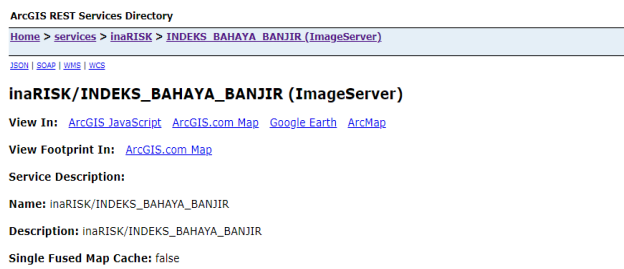 ArcGIS REST Services Directory
Home > services > inaRISK > INDEKS_BAHAYA_BANJIR (ImageServer)
JSON | SOAP | WMS | WCS
inaRISK/INDEKS_BAHAYA_BANJIR (ImageServer)
View In: ArcGIS JavaScript ArcGIS.com Map Google Earth ArcMap
View Footprint In: ArcGIS.com Map
Service Description:
Name: inaRISK/INDEKS_BAHAYA_BANJIR
Description: inaRISK/INDEKS_BAHAYA_BANJIR
Single Fused Map Cache: false